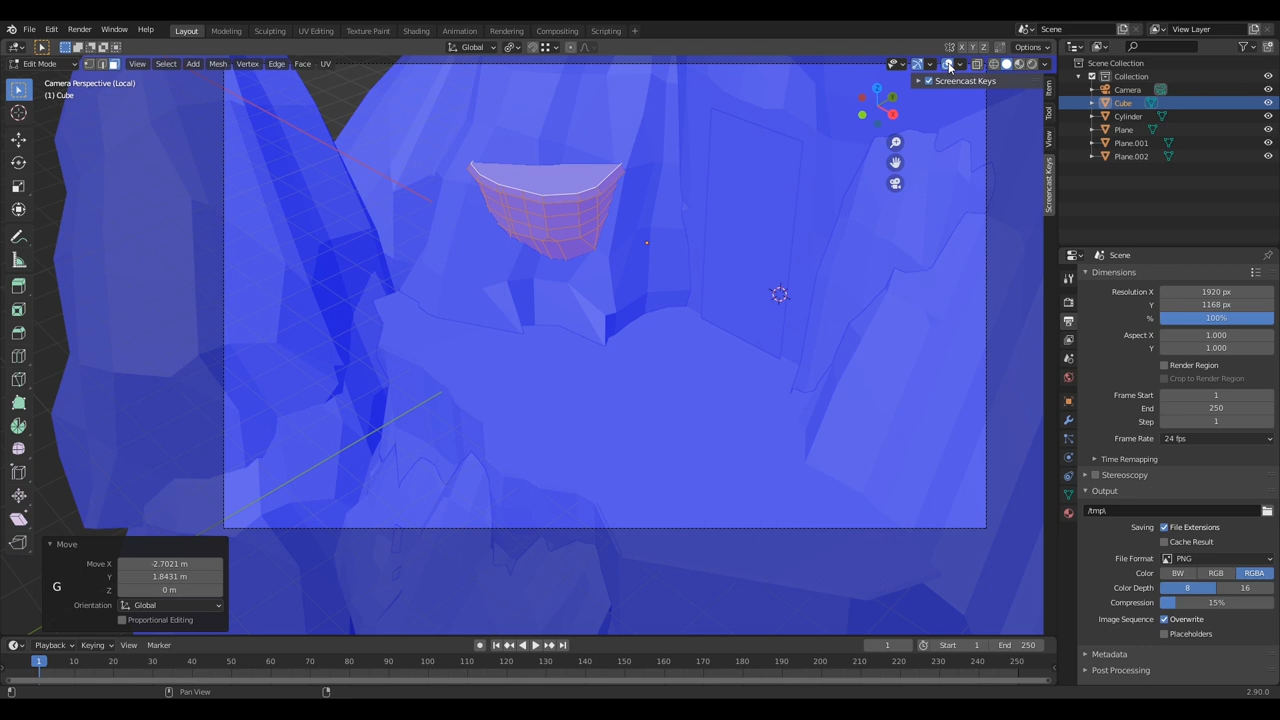 File Edit Render Window Help Layout Modeling Sculpting UV Editing Texture Paint Shading Animation Rendering Compositing Scripting Scene View Layer
Global X Y Z Options
Edit Mode View Select Add Mesh Vertex Edge Face UV
Camera Perspective (Local)
(1) Cube
Screencast Keys
Z Y X
Item
Tool
View
Screencast Keys
Scene Collection
Collection
Camera
Cube
Cylinder
Plane
Plane.001
Plane.002
Scene
Dimensions
Resolution X 1920 px
Y 1168 px
% 100%
Aspect X 1.000
Y 1.000
Render Region
Crop to Render Region
Frame Start 1
End 250
Step 1
Frame Rate 24 fps
Time Remapping
Stereoscopy
Output
/tmp\
Saving File Extensions
Cache Result
File Format PNG
Color BW RGB RGBA
Color Depth 8 16
Compression 15%
Image Sequence Overwrite
Placeholders
Metadata
Post Processing
Move
Move X -2.7021 m
Y 1.8431 m
Z 0 m
Orientation Global
Proportional Editing
G
Playback Keying View Marker 1 Start 1 End 250
1 10 20 30 40 50 60 70 80 90 100 110 120 130 140 150 160 170 180 190 200 210 220 230 240 250
Pan View 2.90.0